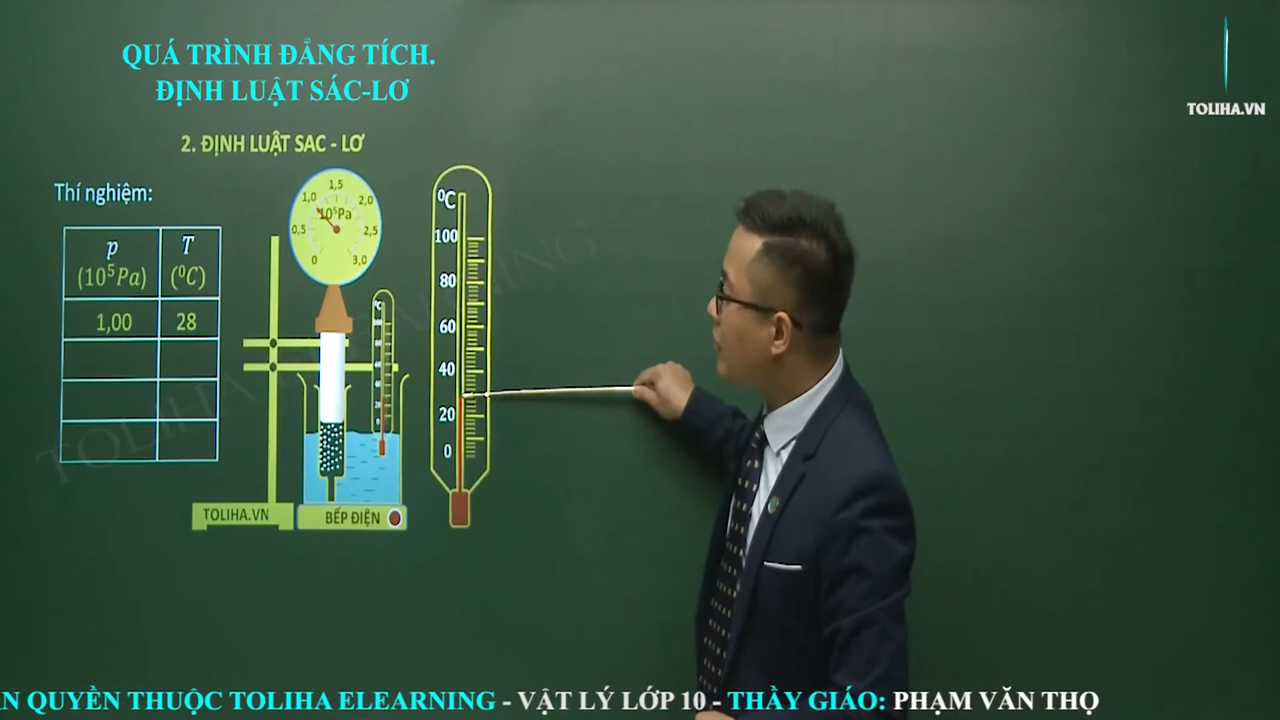 QUÁ TRÌNH ĐẲNG TÍCH.
ĐỊNH LUẬT SÁC-LƠ
TOLIHA.VN
2. ĐỊNH LUẬT SAC - LƠ
Thí nghiệm:
p T
(10⁵Pa) (⁰C)
1,00 28
1,5
1,0 2,0
10⁵Pa
0,5 2,5
0 3,0
⁰C
100
80
60
40
20
0
TOLIHA.VN
BẾP ĐIỆN
TOLIHA
N QUYỀN THUỘC TOLIHA ELEARNING - VẬT LÝ LỚP 10 - THẦY GIÁO: PHẠM VĂN THỌ